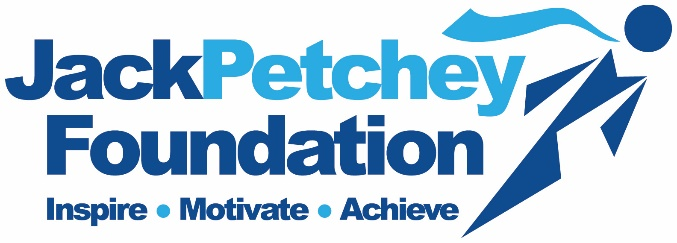 JackPetchey
Foundation
Inspire • Motivate • Achieve